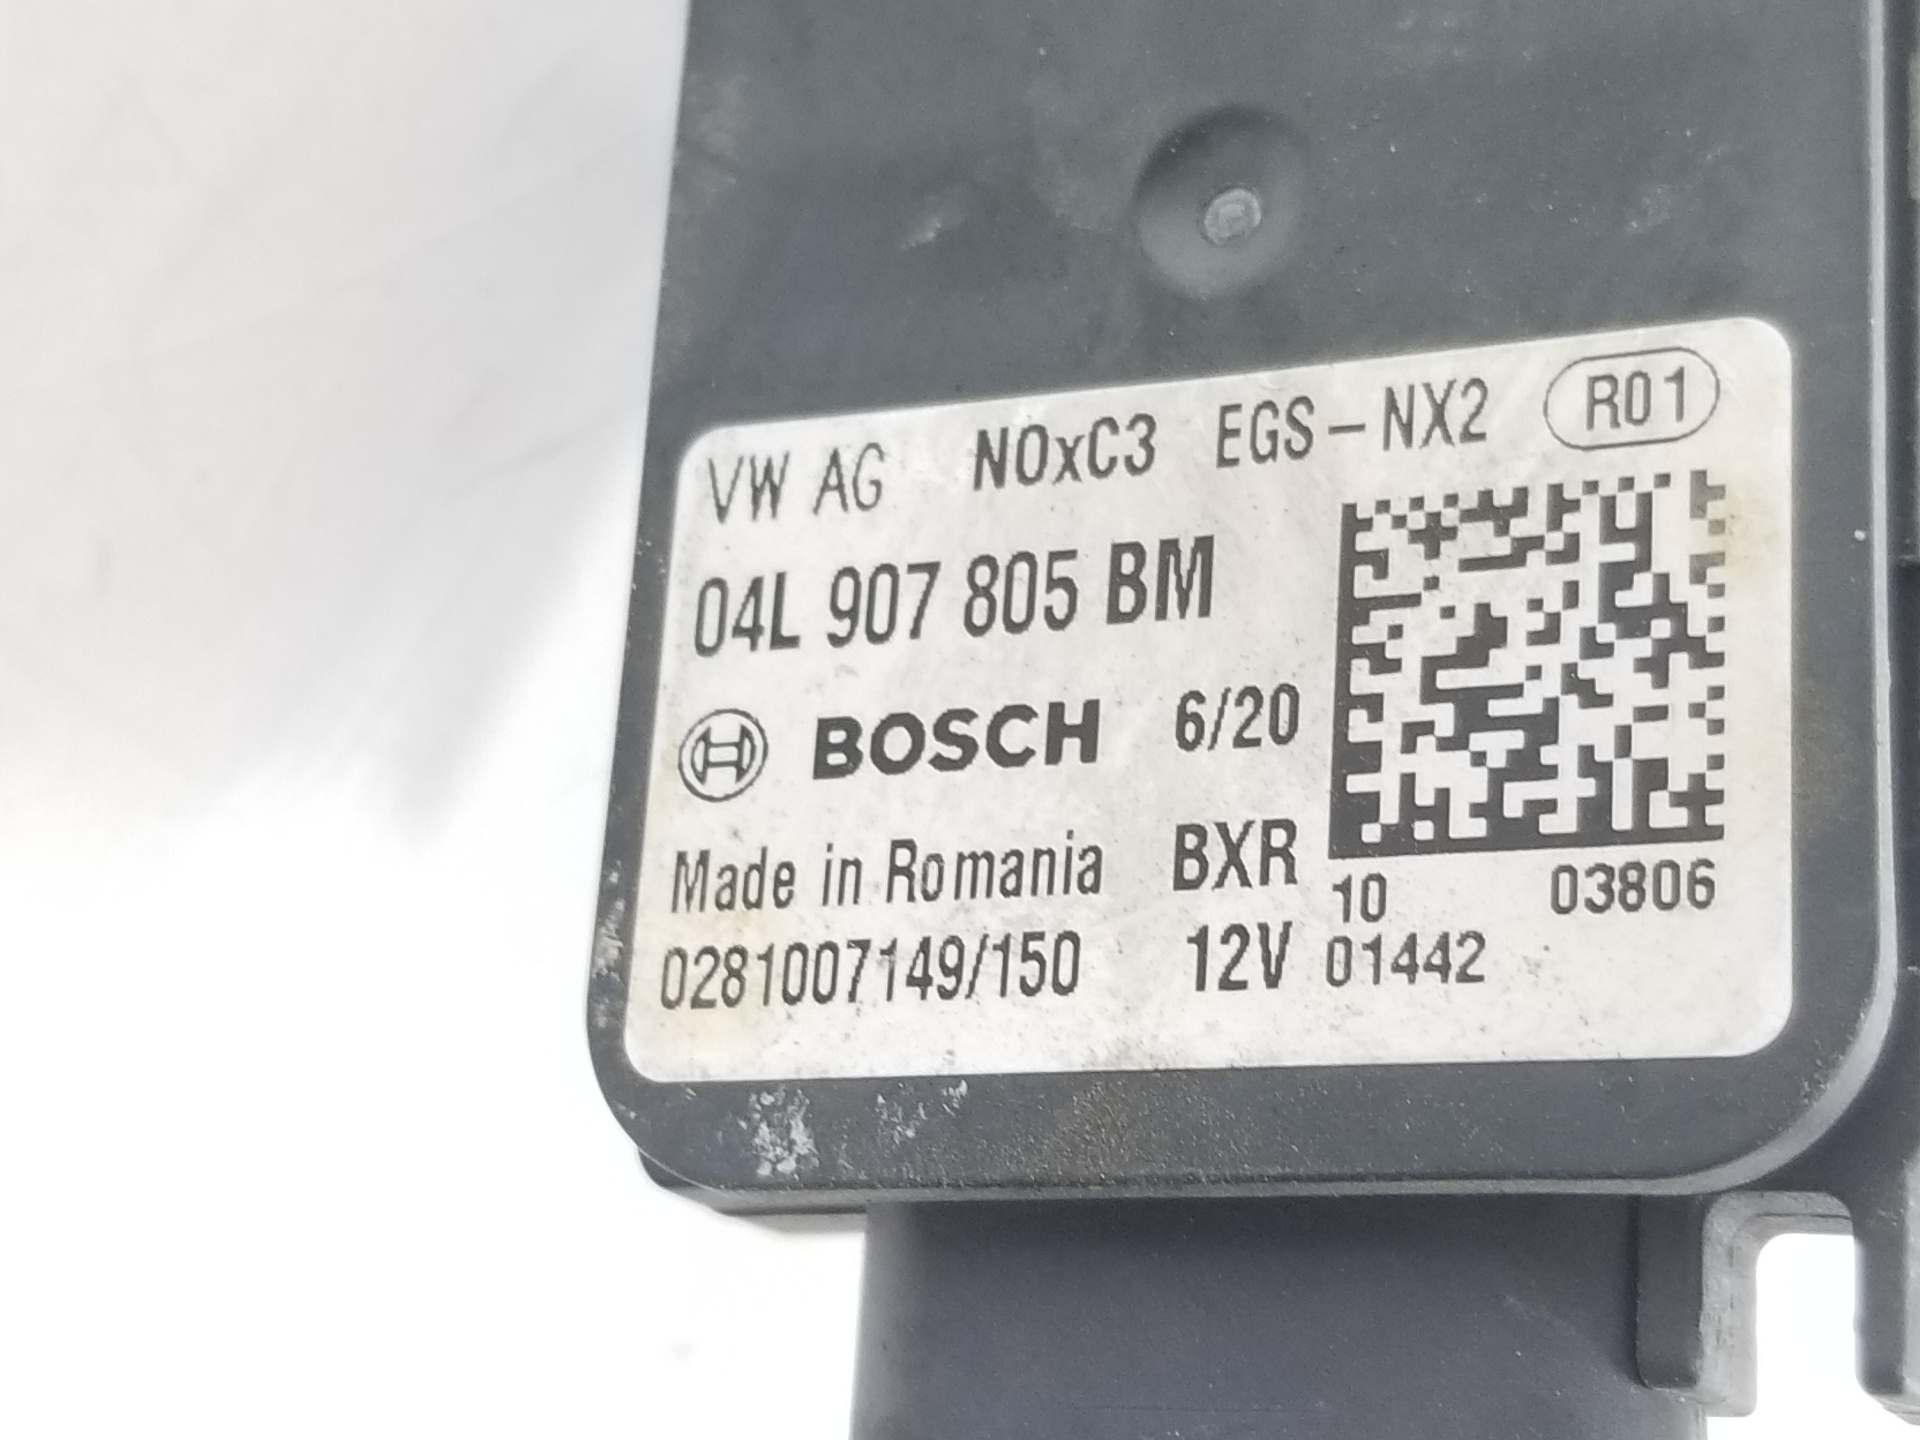 VW AG NOxC3 EGS-NX2 R01
04L 907 805 BM
BOSCH 6/20
Made in Romania BXR
10 03806
0281007149/150 12V 01442